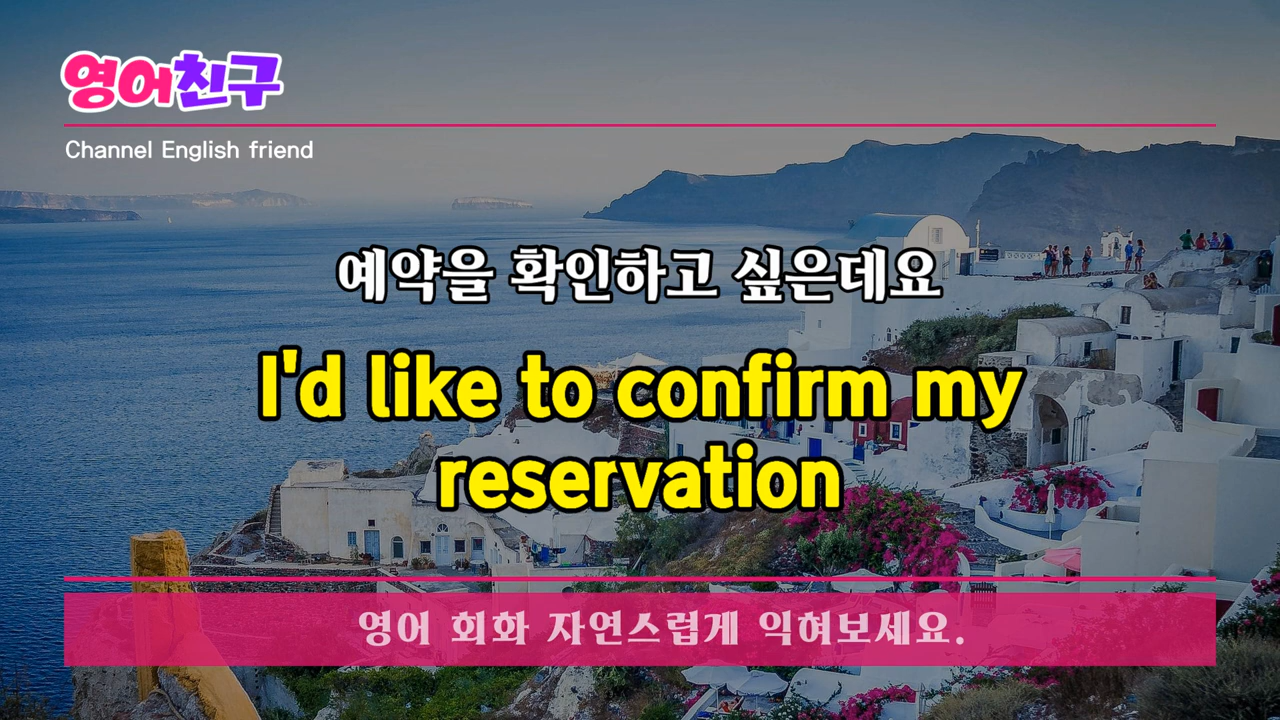 영어친구
Channel English friend
예약을 확인하고 싶은데요
I'd like to confirm my
reservation
영어 회화 자연스럽게 익혀보세요.